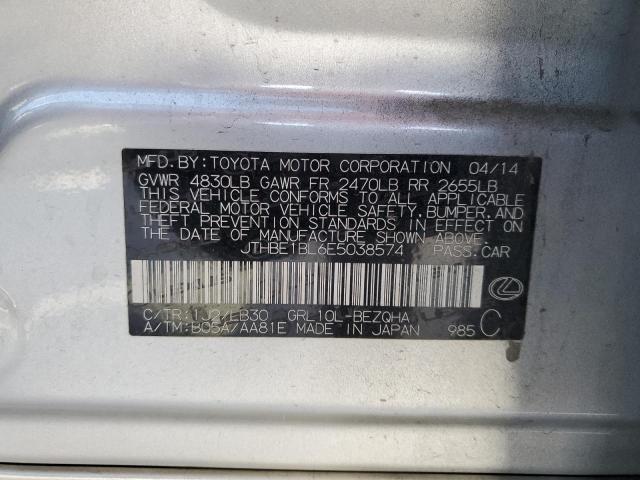 MFD. BY: TOYOTA MOTOR CORPORATION 04/14
GVWR 4830LB GAWR FR 2470LB RR 2655LB
THIS VEHICLE CONFORMS TO ALL APPLICABLE
FEDERAL MOTOR VEHICLE SAFETY, BUMPER, AND
THEFT PREVENTION STANDARDS IN EFFECT ON
THE DATE OF MANUFACTURE SHOWN ABOVE.
JTHBE1BL6E5038574 PASS.CAR
C/TR: 1J2/LB30 GRL10L-BEZQHA
A/TM: B05A/AA81E MADE IN JAPAN 985 C